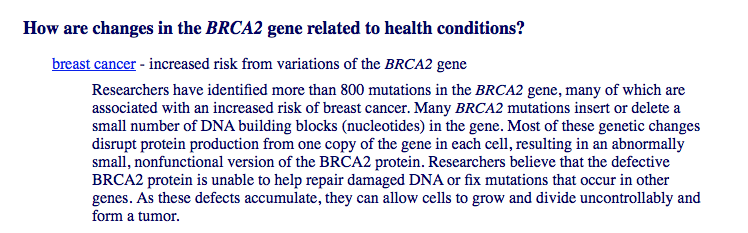 How are changes in the BRCA2 gene related to health conditions?
breast cancer - increased risk from variations of the BRCA2 gene
Researchers have identified more than 800 mutations in the BRCA2 gene, many of which are
associated with an increased risk of breast cancer. Many BRCA2 mutations insert or delete a
small number of DNA building blocks (nucleotides) in the gene. Most of these genetic changes
disrupt protein production from one copy of the gene in each cell, resulting in an abnormally
small, nonfunctional version of the BRCA2 protein. Researchers believe that the defective
BRCA2 protein is unable to help repair damaged DNA or fix mutations that occur in other
genes. As these defects accumulate, they can allow cells to grow and divide uncontrollably and
form a tumor.